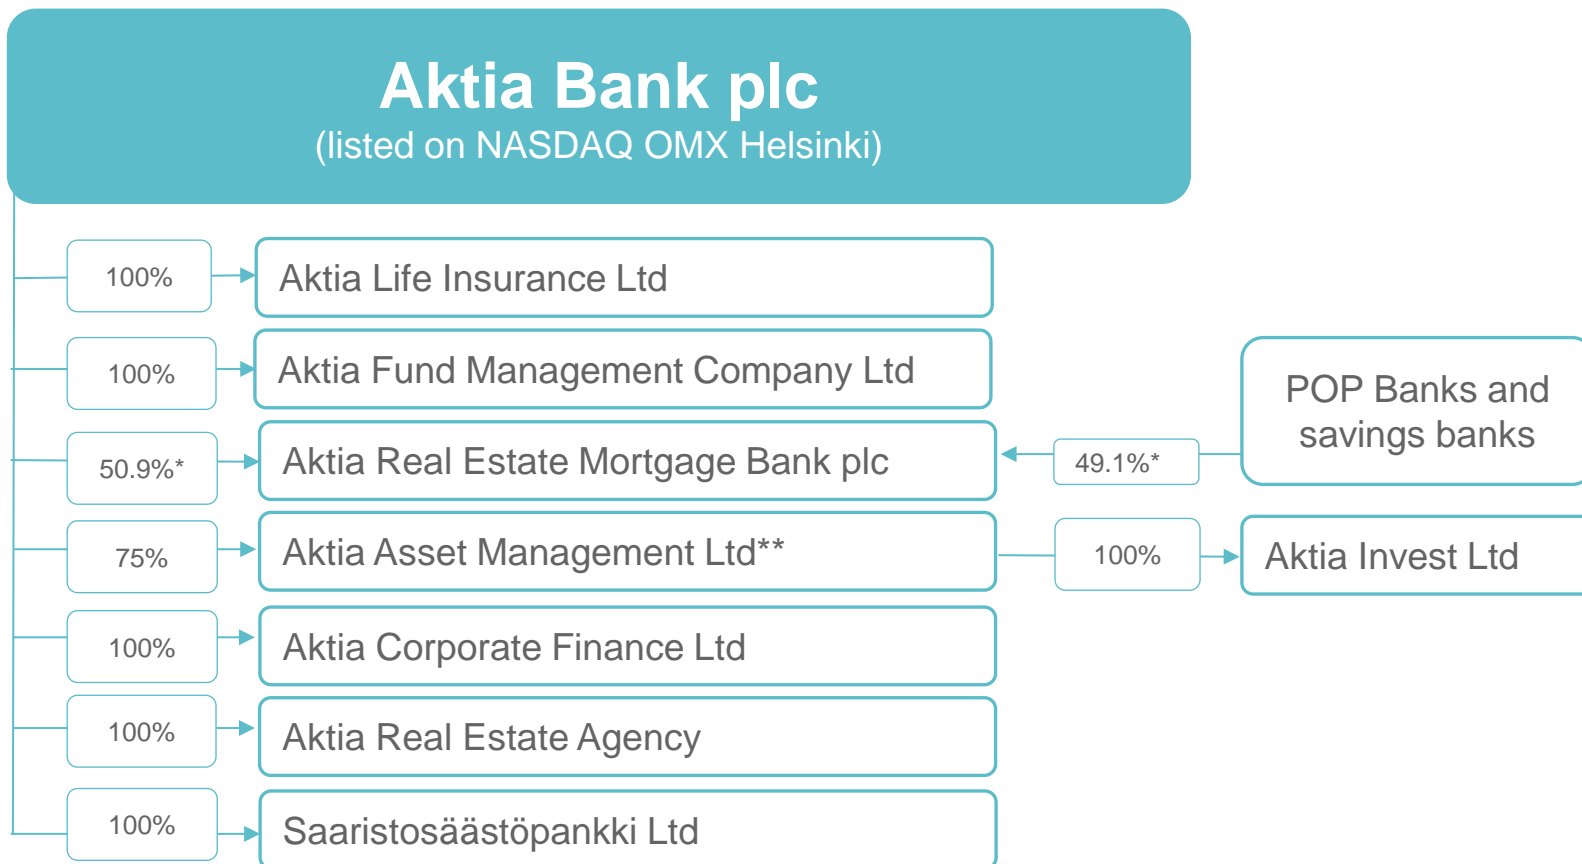 Aktia Bank plc
(listed on NASDAQ OMX Helsinki)
100%
Aktia Life Insurance Ltd
100%
Aktia Fund Management Company Ltd
POP Banks and
savings banks
50.9%*
Aktia Real Estate Mortgage Bank plc
49.1%*
75%
Aktia Asset Management Ltd**
100%
Aktia Invest Ltd
100%
Aktia Corporate Finance Ltd
100%
Aktia Real Estate Agency
100%
Saaristosäästöpankki Ltd